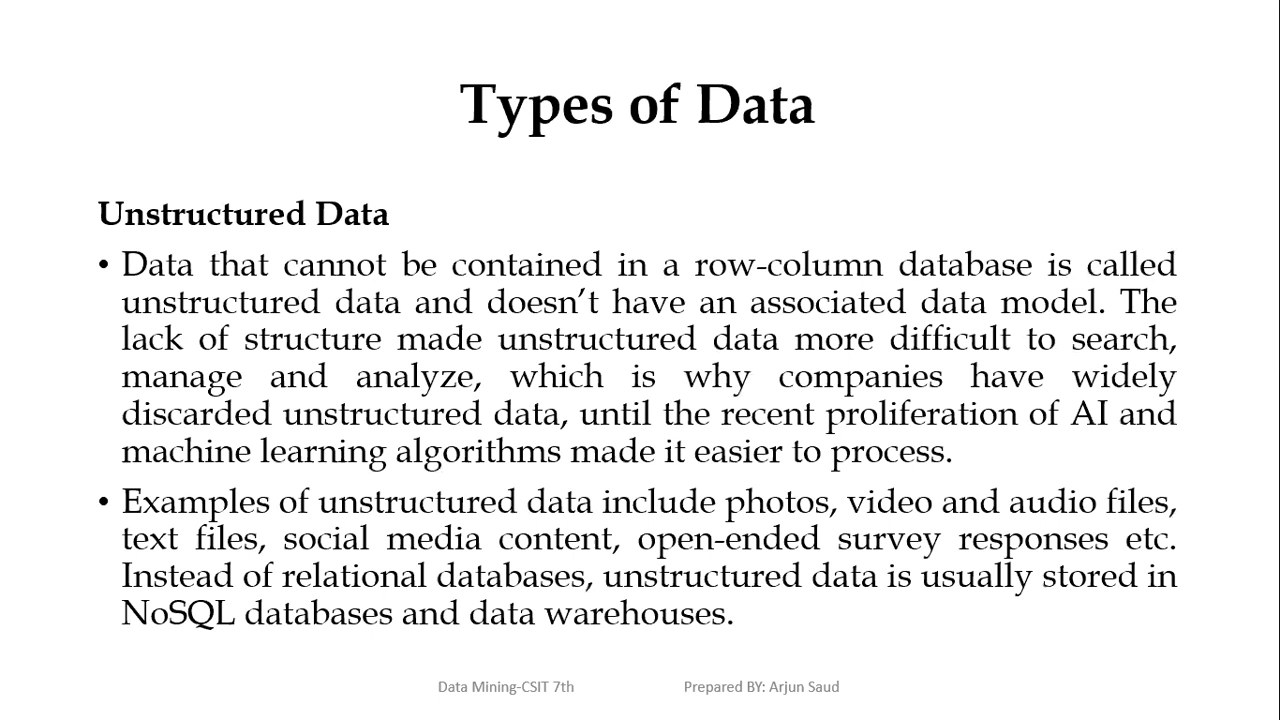 Types of Data
Unstructured Data
• Data that cannot be contained in a row-column database is called
unstructured data and doesn’t have an associated data model. The
lack of structure made unstructured data more difficult to search,
manage and analyze, which is why companies have widely
discarded unstructured data, until the recent proliferation of AI and
machine learning algorithms made it easier to process.
• Examples of unstructured data include photos, video and audio files,
text files, social media content, open-ended survey responses etc.
Instead of relational databases, unstructured data is usually stored in
NoSQL databases and data warehouses.
Data Mining-CSIT 7th Prepared BY: Arjun Saud